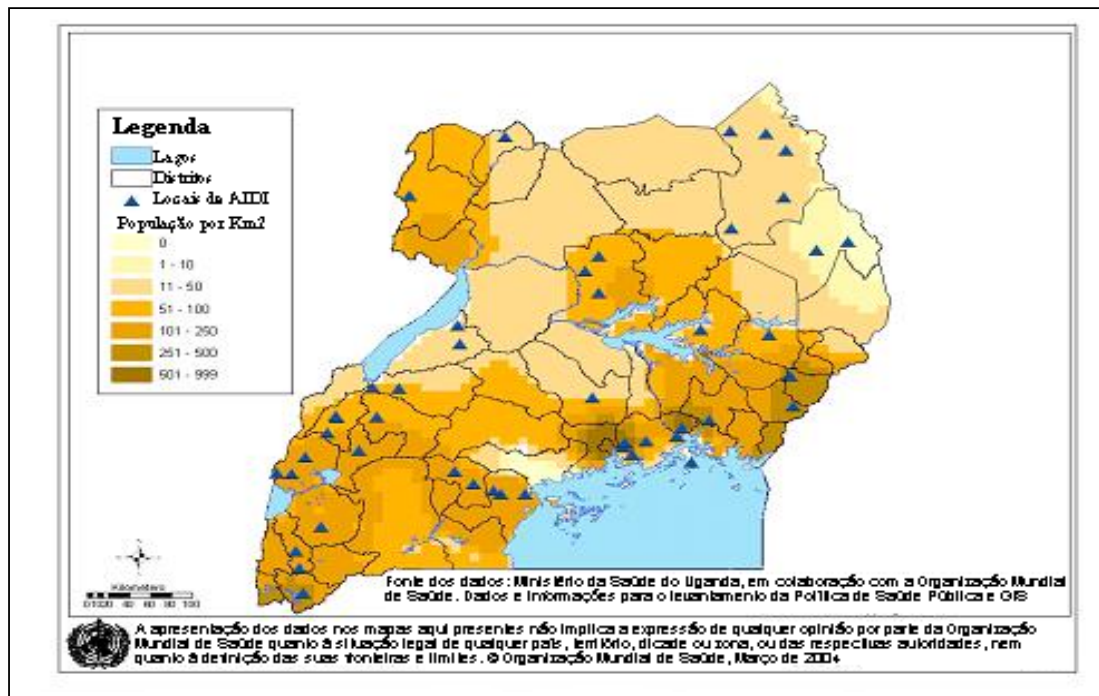 Legenda
Lagos
Distritos
Locais da AIDI
População por Km2
0
1 - 10
11 - 50
51 - 100
101 - 250
251 - 500
501 - 999
Kilometers
01020 40 60 80 100
Fonte dos dados: Ministério da Saúde do Uganda, em colaboração com a Organização Mundial
de Saúde. Dados e Informações para o levantamento da Política de Saúde Pública e GIS
A apresentação dos dados nos mapas aqui presentes não implica a expressão de qualquer opinião por parte da Organização
Mundial de Saúde quanto à situação legal de qualquer país, território, cidade ou zona, ou das respectivas autoridades, nem
quanto à definição das suas fronteiras e limites. © Organização Mundial de Saúde, Março de 2004